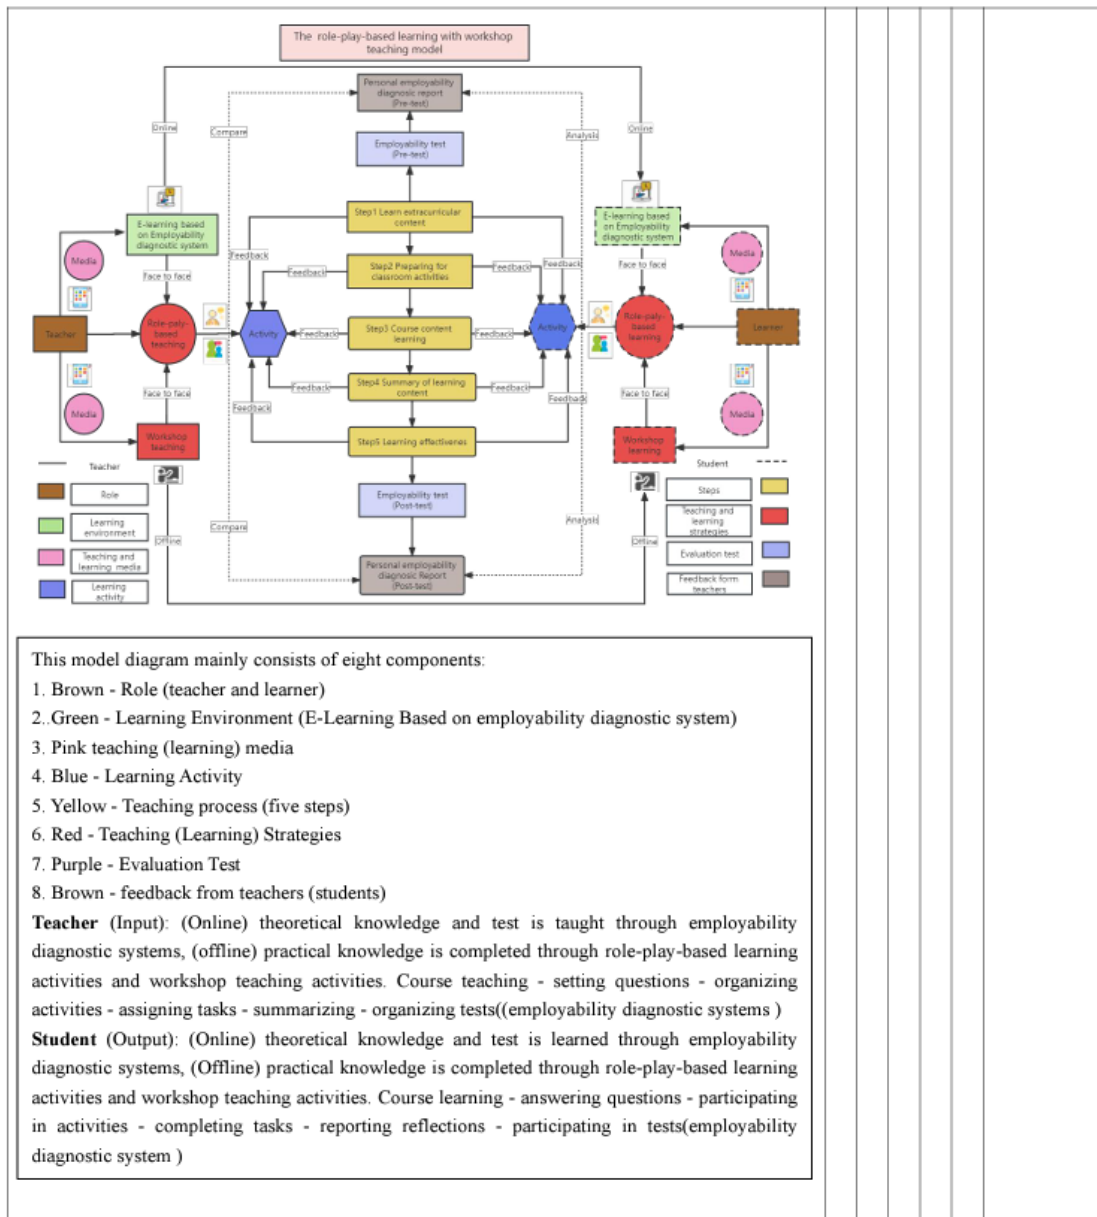 The role-play-based learning with workshop
teaching model
Personal employability
diagnostic report
(Pre-test)
Online
Compare
Analysis
Online
Employability test
(Pre-test)
E-learning based
on Employability
diagnostic system
Step1 Learn extracurricular
content
E-learning based
on Employability
diagnostic system
Feedback
Feedback
Media
Face to face
Feedback
Step2 Preparing for
classroom activities
Feedback
Face to face
Media
Teacher
Role-paly-
based
teaching
Activity
Feedback
Step3 Course content
learning
Feedback
Activity
Role-paly-
based
learning
Learner
Media
Face to face
Feedback
Feedback
Step4 Summary of learning
content
Feedback
Feedback
Face to face
Media
Workshop
teaching
Step5 Learning effectivenes
Workshop
learning
Teacher
Student
Role
Employability test
(Post-test)
Steps
Learning
environment
Compare
Analysis
Teaching and
learning
strategies
Offline
Offline
Teaching and
learning media
Personal employability
diagnostic Report
(Post-test)
Evaluation test
Learning
activity
Feedback form
teachers
This model diagram mainly consists of eight components:
1. Brown - Role (teacher and learner)
2..Green - Learning Environment (E-Learning Based on employability diagnostic system)
3. Pink teaching (learning) media
4. Blue - Learning Activity
5. Yellow - Teaching process (five steps)
6. Red - Teaching (Learning) Strategies
7. Purple - Evaluation Test
8. Brown - feedback from teachers (students)
Teacher (Input): (Online) theoretical knowledge and test is taught through employability
diagnostic systems, (offline) practical knowledge is completed through role-play-based learning
activities and workshop teaching activities. Course teaching - setting questions - organizing
activities - assigning tasks - summarizing - organizing tests((employability diagnostic systems )
Student (Output): (Online) theoretical knowledge and test is learned through employability
diagnostic systems, (Offline) practical knowledge is completed through role-play-based learning
activities and workshop teaching activities. Course learning - answering questions - participating
in activities - completing tasks - reporting reflections - participating in tests(employability
diagnostic system )